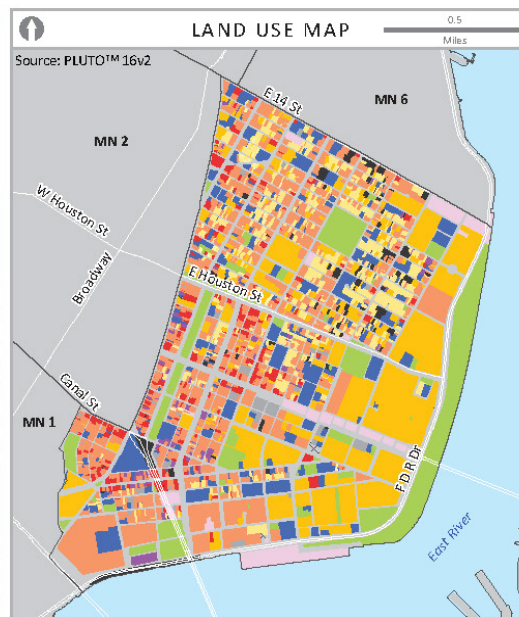 LAND USE MAP
0.5
Miles
Source: PLUTO™ 16v2
E 14 St
MN 6
MN 2
W Houston St
Broadway
E Houston St
Canal St
MN 1
F D R Dr
East River